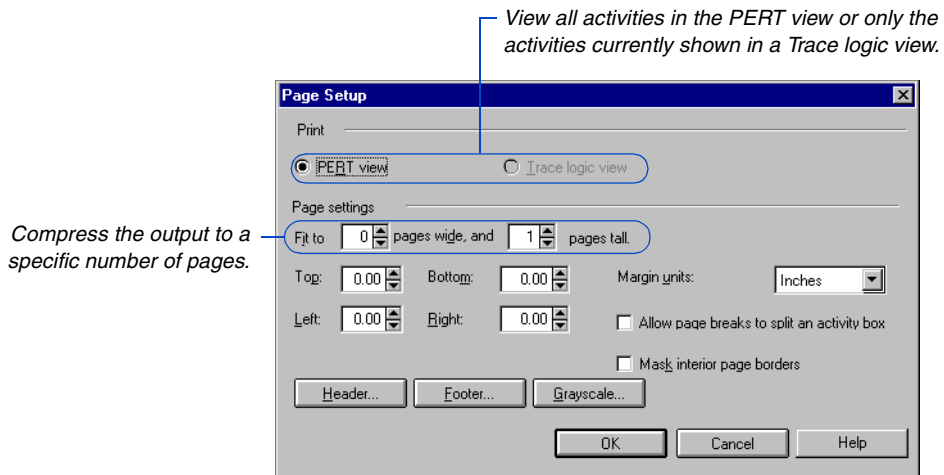 View all activities in the PERT view or only the
activities currently shown in a Trace logic view.
Page Setup
Print
PERT view
Trace logic view
Page settings
Compress the output to a
specific number of pages.
Fit to 0 pages wide, and 1 pages tall.
Top: 0.00 Bottom: 0.00 Margin units: Inches
Left: 0.00 Right: 0.00 Allow page breaks to split an activity box
Mask interior page borders
Header... Footer... Grayscale...
OK Cancel Help